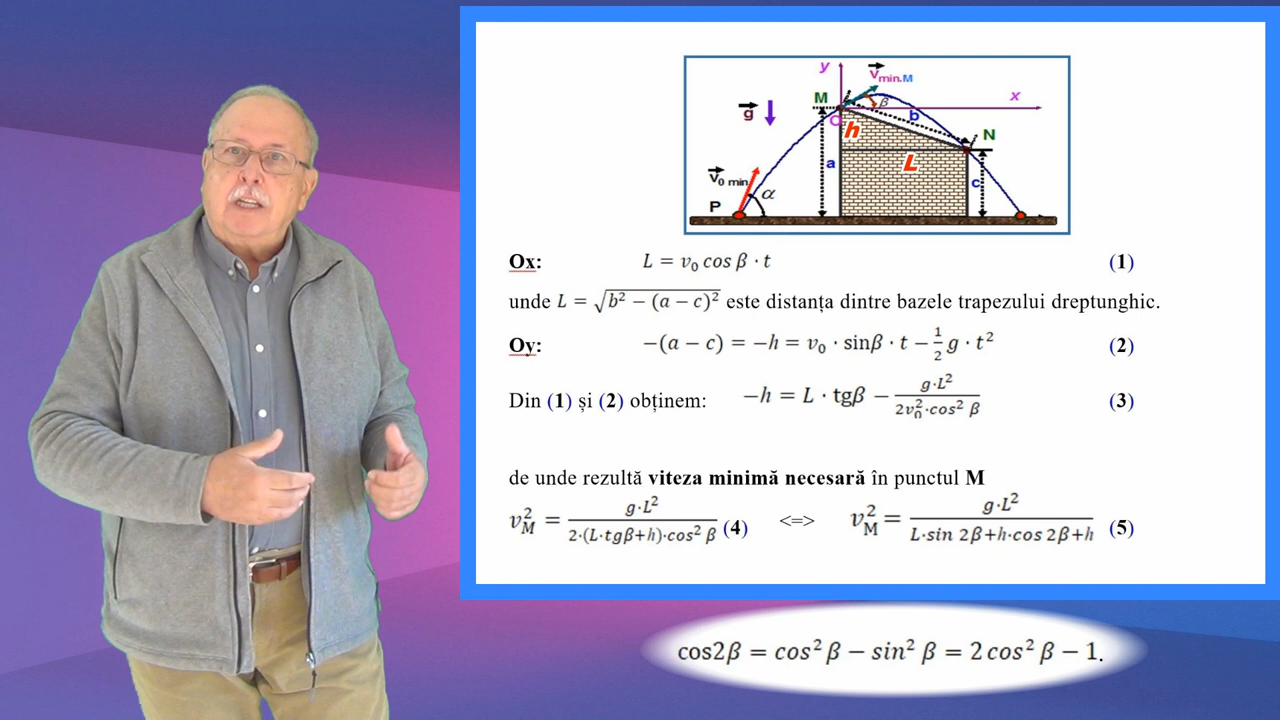 y
v⃗min.M
M
β
x
g⃗
O
h
b
N
a
L
c
v⃗0 min
α
P
Ox: L = v₀ cos β · t (1)
unde L = √(b² − (a − c)²) este distanța dintre bazele trapezului dreptunghic.
Oy: −(a − c) = −h = v₀ · sinβ · t − 1/2 g · t² (2)
Din (1) și (2) obținem: −h = L · tgβ − g·L²/(2v₀²·cos² β) (3)
de unde rezultă viteza minimă necesară în punctul M
v²_M = g·L²/(2·(L·tgβ+h)·cos² β) (4) <=> v²_M = g·L²/(L·sin 2β+h·cos 2β+h) (5)
cos2β = cos² β − sin² β = 2 cos² β − 1.